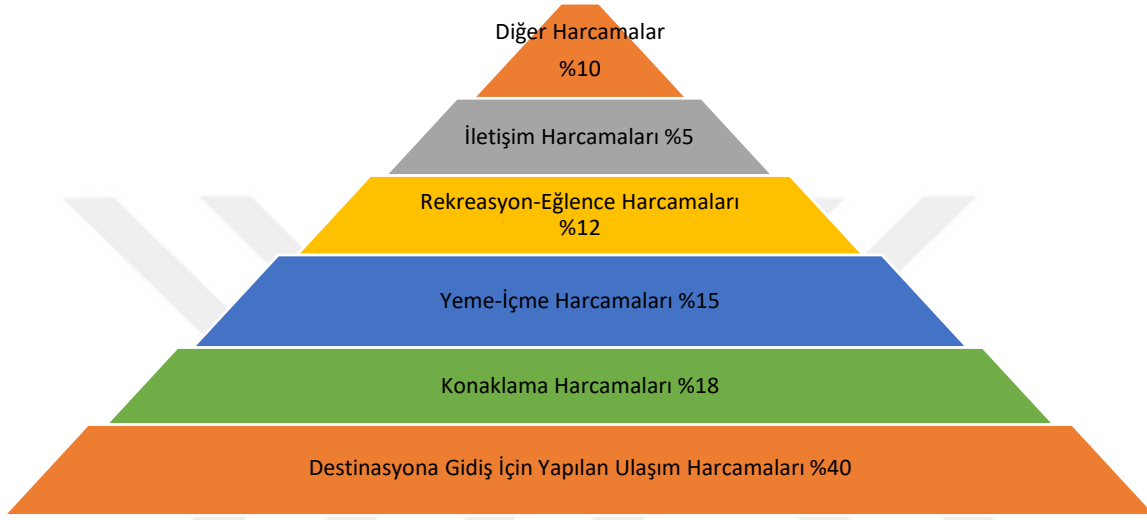 Diğer Harcamalar
%10
İletişim Harcamaları %5
Rekreasyon-Eğlence Harcamaları
%12
Yeme-İçme Harcamaları %15
Konaklama Harcamaları %18
Destinasyona Gidiş İçin Yapılan Ulaşım Harcamaları %40